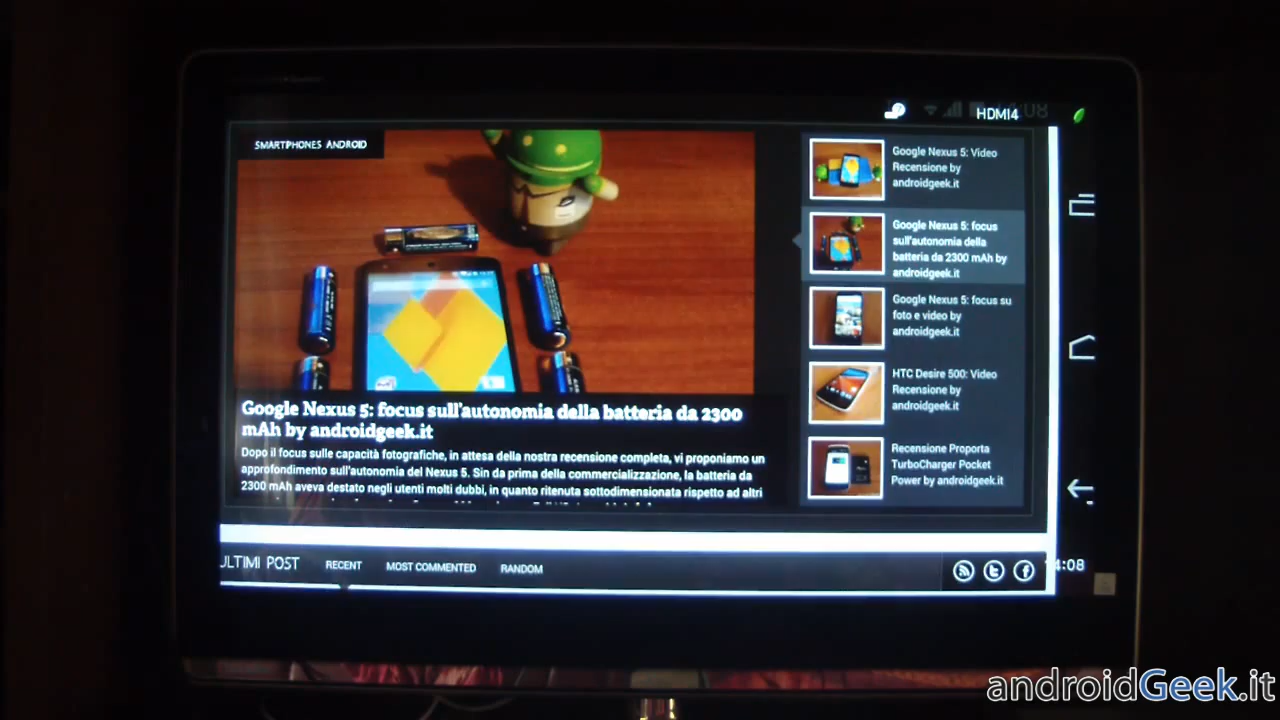 HDMI4
SMARTPHONES ANDROID
Google Nexus 5: focus sull'autonomia della batteria da 2300
mAh by androidgeek.it
Dopo il focus sulle capacità fotografiche, in attesa della nostra recensione completa, vi proponiamo un
approfondimento sull'autonomia del Nexus 5. Sin da prima della commercializzazione, la batteria da
2300 mAh aveva destato negli utenti molti dubbi, in quanto ritenuta sottodimensionata rispetto ad altri
Google Nexus 5: Video
Recensione by
androidgeek.it
Google Nexus 5: focus
sull'autonomia della
batteria da 2300 mAh by
androidgeek.it
Google Nexus 5: focus su
foto e video by
androidgeek.it
HTC Desire 500: Video
Recensione by
androidgeek.it
Recensione Proporta
TurboCharger Pocket
Power by androidgeek.it
ULTIMI POST
RECENT
MOST COMMENTED
RANDOM
14:08
androidGeek.it